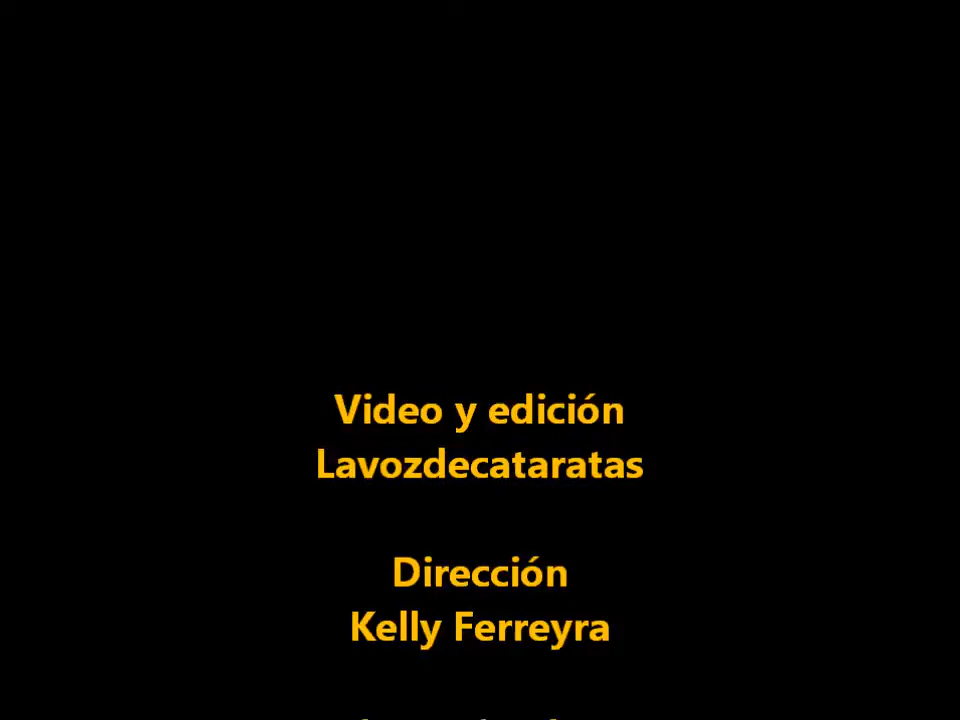 Video y edición
Lavozdecataratas
Dirección
Kelly Ferreyra